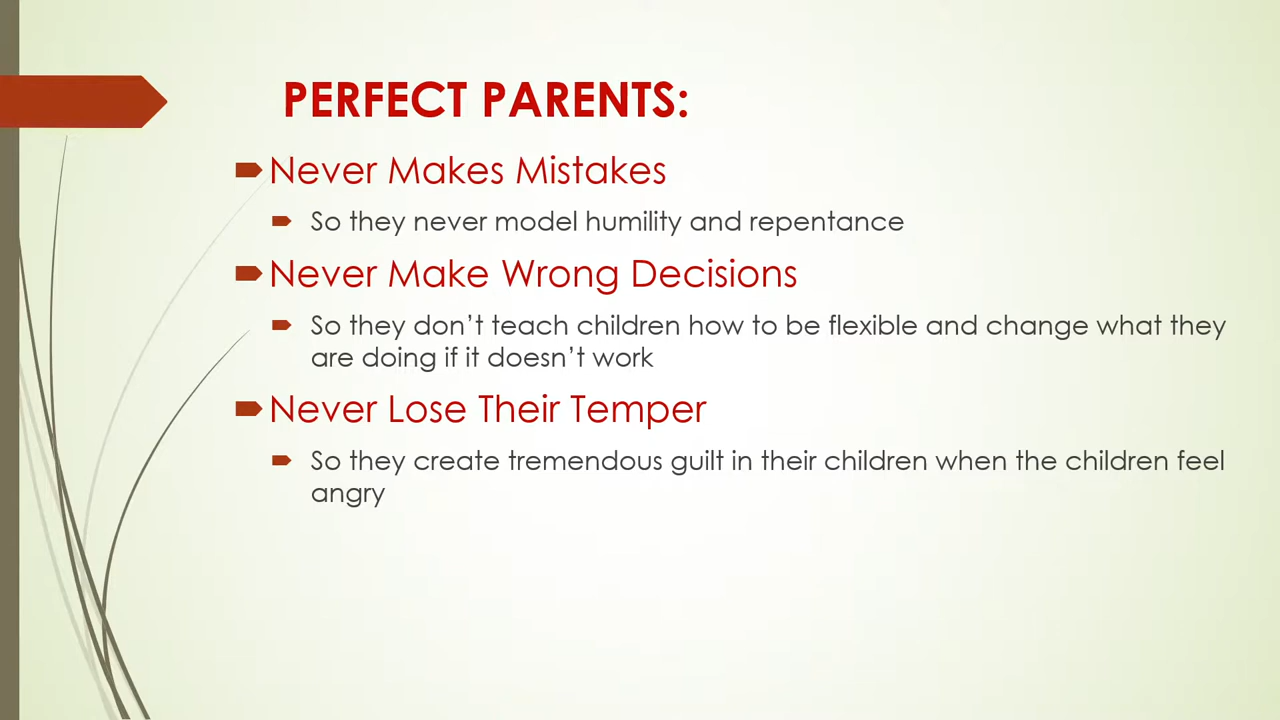 PERFECT PARENTS:
Never Makes Mistakes
So they never model humility and repentance
Never Make Wrong Decisions
So they don’t teach children how to be flexible and change what they
are doing if it doesn’t work
Never Lose Their Temper
So they create tremendous guilt in their children when the children feel
angry